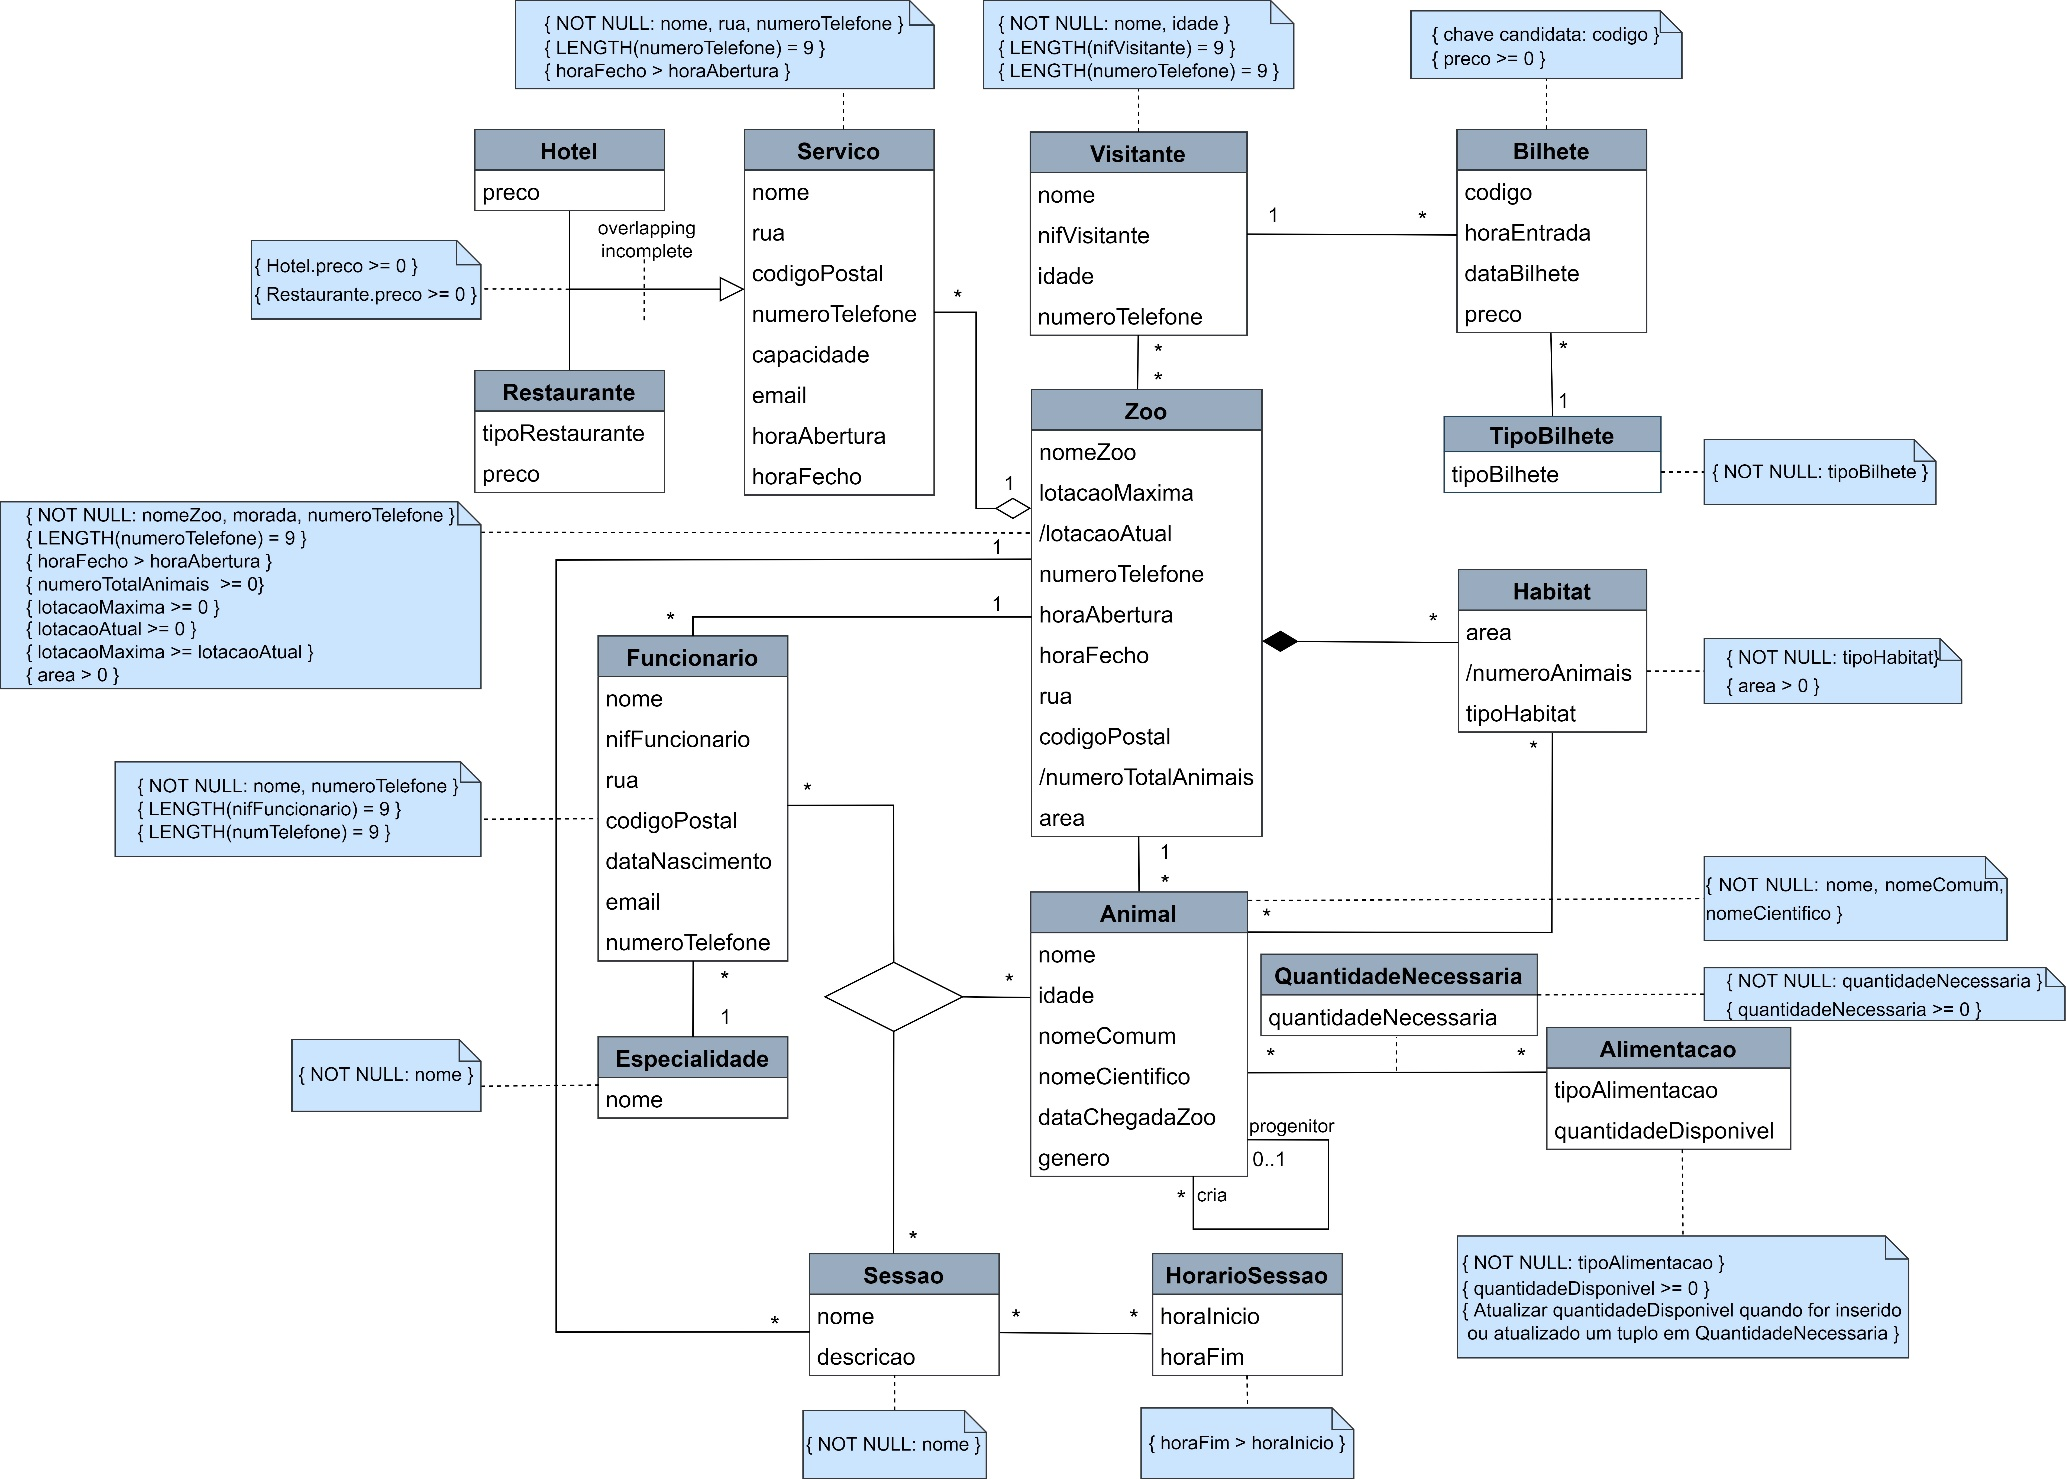 { NOT NULL: nome, rua, numeroTelefone }
{ LENGTH(numeroTelefone) = 9 }
{ horaFecho > horaAbertura }
{ NOT NULL: nome, idade }
{ LENGTH(nifVisitante) = 9 }
{ LENGTH(numeroTelefone) = 9 }
{ chave candidata: codigo }
{ preco >= 0 }
Hotel
preco
overlapping
incomplete
{ Hotel.preco >= 0 }
{ Restaurante.preco >= 0 }
Restaurante
tipoRestaurante
preco
Servico
nome
rua
codigoPostal
numeroTelefone
capacidade
email
horaAbertura
horaFecho
*
1
Visitante
nome
nifVisitante
idade
numeroTelefone
1
*
*
*
Bilhete
codigo
horaEntrada
dataBilhete
preco
*
1
TipoBilhete
tipoBilhete
{ NOT NULL: tipoBilhete }
{ NOT NULL: nomeZoo, morada, numeroTelefone }
{ LENGTH(numeroTelefone) = 9 }
{ horaFecho > horaAbertura }
{ numeroTotalAnimais  >= 0}
{ lotacaoMaxima >= 0 }
{ lotacaoAtual >= 0 }
{ lotacaoMaxima >= lotacaoAtual }
{ area > 0 }
Zoo
nomeZoo
lotacaoMaxima
/lotacaoAtual
numeroTelefone
horaAbertura
horaFecho
rua
codigoPostal
/numeroTotalAnimais
area
1
1
*
*
Habitat
area
/numeroAnimais
tipoHabitat
*
{ NOT NULL: tipoHabitat}
{ area > 0 }
Funcionario
nome
nifFuncionario
rua
codigoPostal
dataNascimento
email
numeroTelefone
*
{ NOT NULL: nome, numeroTelefone }
{ LENGTH(nifFuncionario) = 9 }
{ LENGTH(numTelefone) = 9 }
*
1
Especialidade
nome
{ NOT NULL: nome }
1
*
*
*
Animal
nome
idade
nomeComum
nomeCientifico
dataChegadaZoo
genero
{ NOT NULL: nome, nomeComum,
nomeCientifico }
QuantidadeNecessaria
quantidadeNecessaria
{ NOT NULL: quantidadeNecessaria }
{ quantidadeNecessaria >= 0 }
*
*
Alimentacao
tipoAlimentacao
quantidadeDisponivel
progenitor
0..1
* cria
{ NOT NULL: tipoAlimentacao }
{ quantidadeDisponivel >= 0 }
{ Atualizar quantidadeDisponivel quando for inserido
ou atualizado um tuplo em QuantidadeNecessaria }
*
*
Sessao
nome
descricao
*
*
HorarioSessao
horaInicio
horaFim
{ NOT NULL: nome }
{ horaFim > horaInicio }